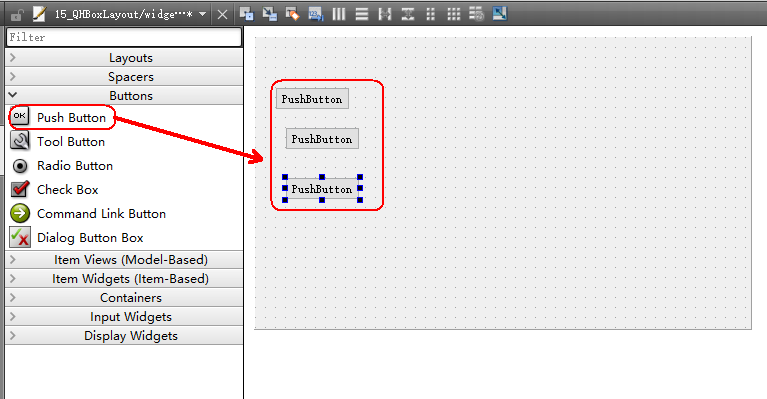 15_QHBoxLayout/widge…*
Filter
Layouts
Spacers
Buttons
OK Push Button
Tool Button
Radio Button
Check Box
Command Link Button
Dialog Button Box
Item Views (Model-Based)
Item Widgets (Item-Based)
Containers
Input Widgets
Display Widgets
PushButton
PushButton
PushButton